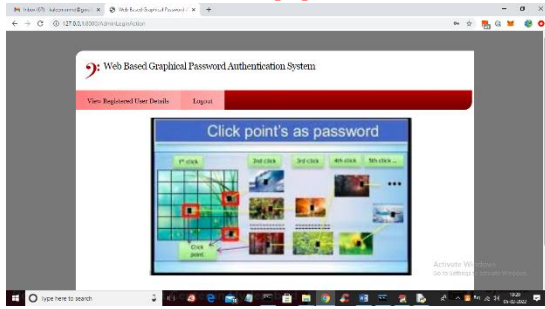 Web Based Graphical Password Authentication System
View Registered User Details
Logout
Click point's as password
1st click
2nd click
3rd click
4th click
5th click ...
Click
point
Activate Windows
Type here to search